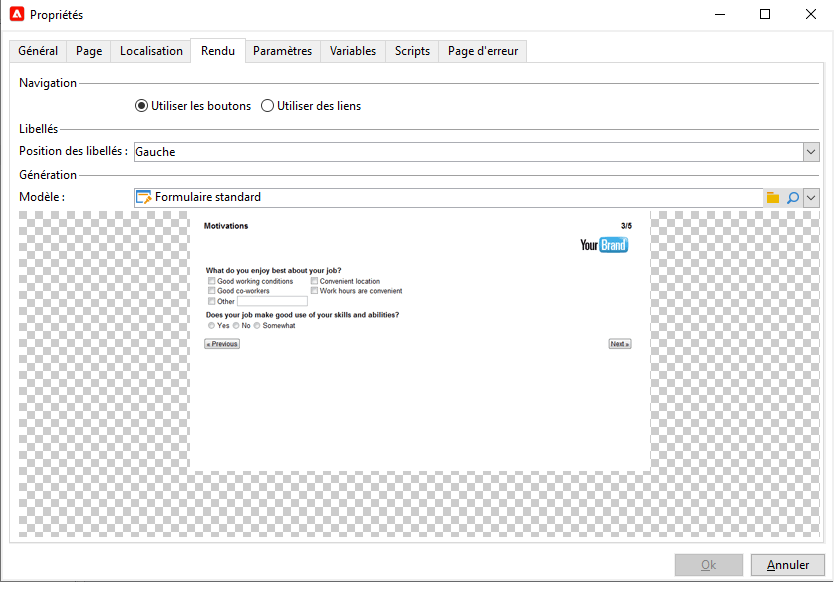 Propriétés
Général Page Localisation Rendu Paramètres Variables Scripts Page d'erreur
Navigation
Utiliser les boutons Utiliser des liens
Libellés
Position des libellés : Gauche
Génération
Modèle : Formulaire standard
Motivations 3/5
Your Brand
What do you enjoy best about your job?
Good working conditions Convenient location
Good co-workers Work hours are convenient
Other
Does your job make good use of your skills and abilities?
Yes No Somewhat
« Previous Next »
Ok Annuler